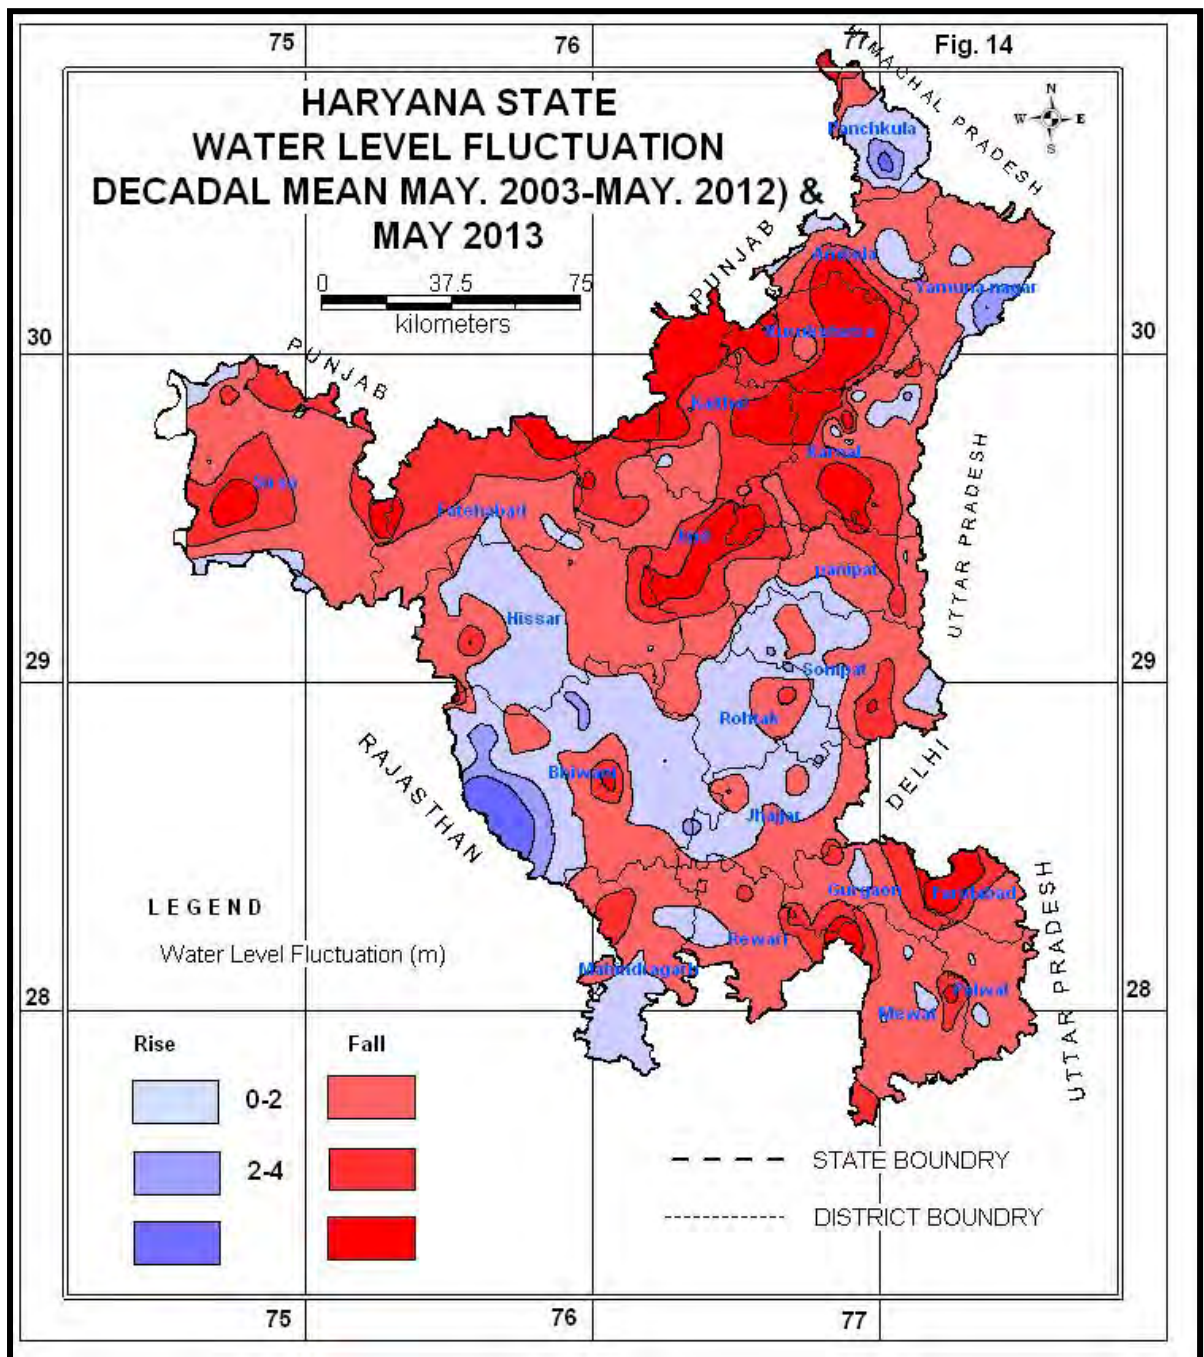 75
76
77
Fig. 14
HIMACHAL PRADESH
HARYANA STATE
WATER LEVEL FLUCTUATION
DECADAL MEAN MAY. 2003-MAY. 2012) &
MAY 2013
N
W
E
S
Panchkula
PUNJAB
0 37.5 75
kilometers
Ambala
Yamuna nagar
30
PUNJAB
Kurukshetra
30
Kaithal
Karnal
UTTAR PRADESH
Sirsa
Fatehabad
Jind
Panipat
Hissar
29
Sonipat
29
Rohtak
RAJASTHAN
Bhiwani
DELHI
Jhajjar
Gurgaon
Faridabad
UTTAR PRADESH
LEGEND
Water Level Fluctuation (m)
Rewari
Mahindragarh
Palwal
28
Mewat
28
Rise Fall
0-2
2-4
STATE BOUNDRY
DISTRICT BOUNDRY
75
76
77